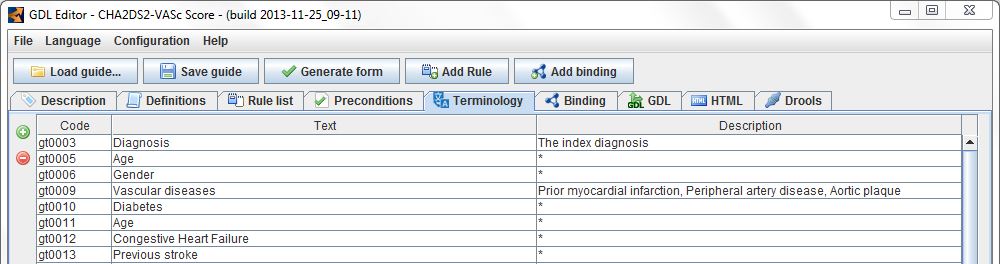 GDL Editor - CHA2DS2-VASc Score - (build 2013-11-25_09-11)
File Language Configuration Help
Load guide... Save guide Generate form Add Rule Add binding
Description Definitions Rule list Preconditions Terminology Binding GDL HTML Drools
Code Text Description
gt0003 Diagnosis The index diagnosis
gt0005 Age *
gt0006 Gender *
gt0009 Vascular diseases Prior myocardial infarction, Peripheral artery disease, Aortic plaque
gt0010 Diabetes *
gt0011 Age *
gt0012 Congestive Heart Failure *
gt0013 Previous stroke *